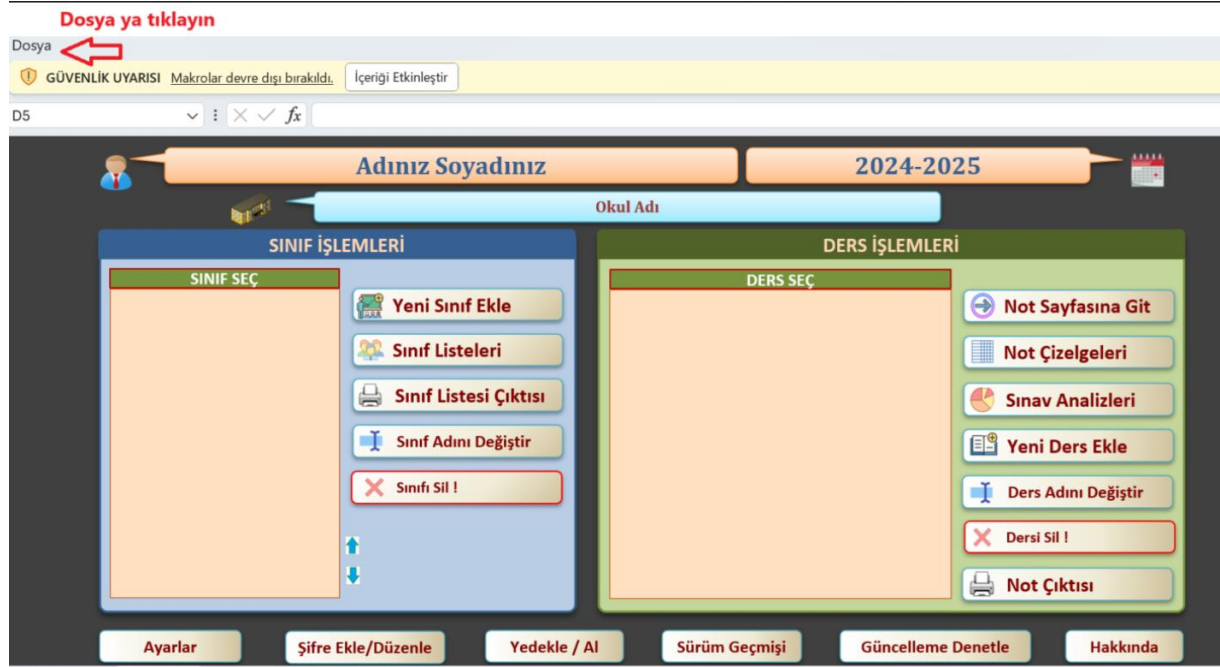 Dosya ya tıklayın
Dosya
GÜVENLİK UYARISI Makrolar devre dışı bırakıldı. İçeriği Etkinleştir
D5 fx
Adınız Soyadınız 2024-2025
Okul Adı
SINIF İŞLEMLERİ
SINIF SEÇ
Yeni Sınıf Ekle
Sınıf Listeleri
Sınıf Listesi Çıktısı
Sınıf Adını Değiştir
Sınıfı Sil !
DERS İŞLEMLERİ
DERS SEÇ
Not Sayfasına Git
Not Çizelgeleri
Sınav Analizleri
Yeni Ders Ekle
Ders Adını Değiştir
Dersi Sil !
Not Çıktısı
Ayarlar Şifre Ekle/Düzenle Yedekle / Al Sürüm Geçmişi Güncelleme Denetle Hakkında